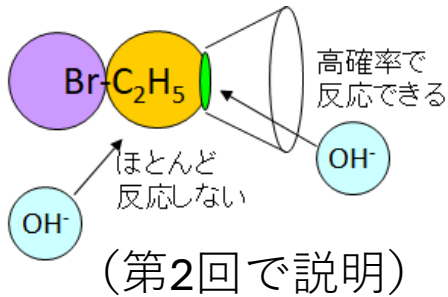 Br-C₂H₅
高確率で
反応できる
OH⁻
ほとんど
反応しない
OH⁻
（第2回で説明）